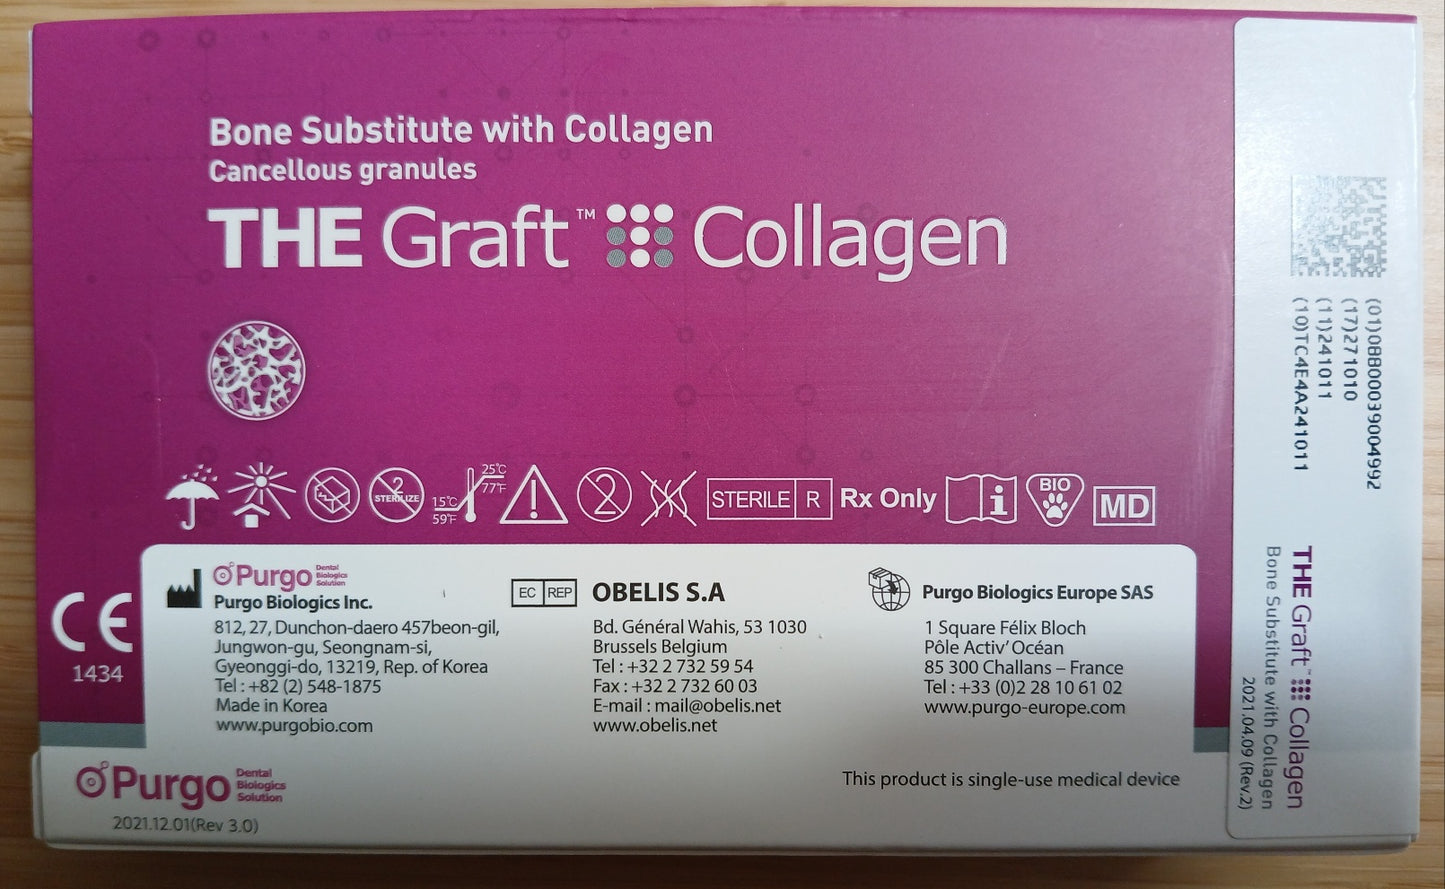 Bone Substitute with Collagen
Cancellous granules
THE Graft™ Collagen
2
STERILIZE
15℃
59℉
25℃
77℉
2
STERILE R
Rx Only
i
BIO
MD
CE
1434
Purgo Dental
Biologics
Solution
Purgo Biologics Inc.
812, 27, Dunchon-daero 457beon-gil,
Jungwon-gu, Seongnam-si,
Gyeonggi-do, 13219, Rep. of Korea
Tel : +82 (2) 548-1875
Made in Korea
www.purgobio.com
EC REP
OBELIS S.A
Bd. Général Wahis, 53 1030
Brussels Belgium
Tel : +32 2 732 59 54
Fax : +32 2 732 60 03
E-mail : mail@obelis.net
www.obelis.net
Purgo Biologics Europe SAS
1 Square Félix Bloch
Pôle Activ' Océan
85 300 Challans – France
Tel : +33 (0)2 28 10 61 02
www.purgo-europe.com
Purgo Dental
Biologics
Solution
2021.12.01(Rev 3.0)
This product is single-use medical device
(01)08800039004992
(17)271010
(11)241011
(10)TC4E4A241011
THE Graft™ Collagen
Bone Substitute with Collagen
2021.04.09 (Rev.2)